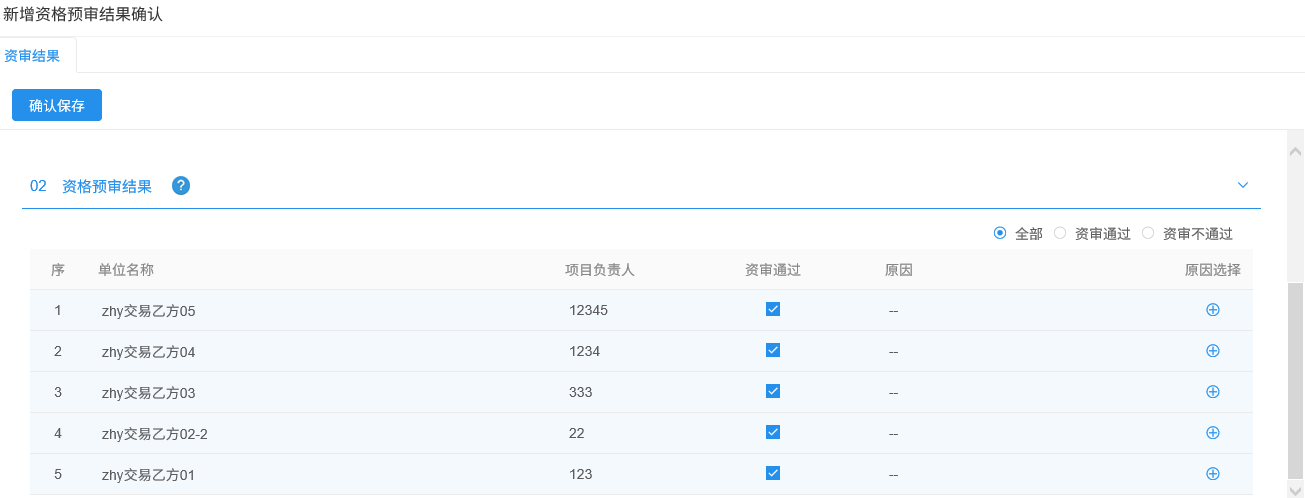 新增资格预审结果确认
资审结果
确认保存
02 资格预审结果 ?
全部 资审通过 资审不通过
序 单位名称 项目负责人 资审通过 原因 原因选择
1 zhy交易乙方05 12345 --
2 zhy交易乙方04 1234 --
3 zhy交易乙方03 333 --
4 zhy交易乙方02-2 22 --
5 zhy交易乙方01 123 --